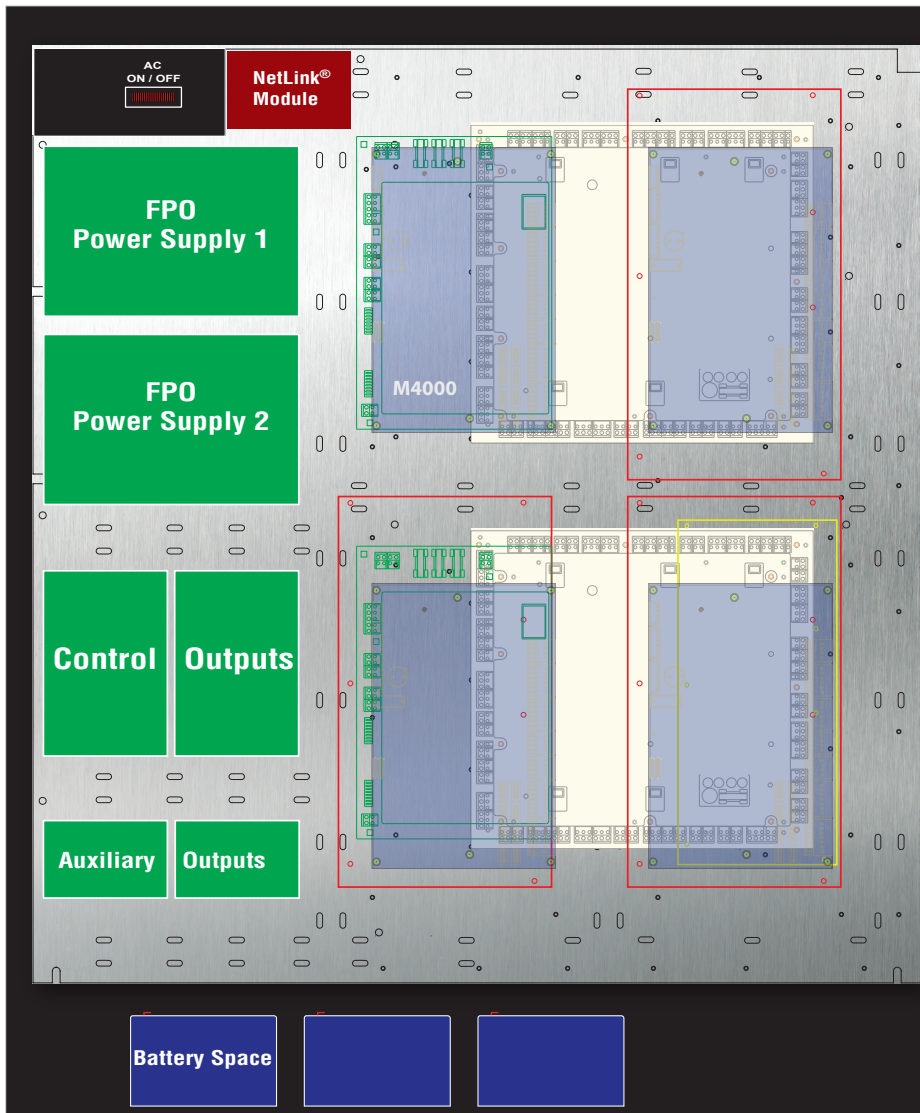 AC
ON / OFF
NetLink®
Module
FPO
Power Supply 1
FPO
Power Supply 2
M4000
Control
Outputs
Auxiliary
Outputs
Battery Space